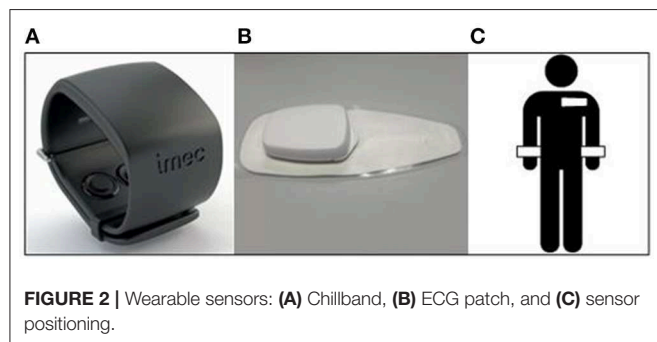 A
B
C
imec
FIGURE 2 | Wearable sensors: (A) Chillband, (B) ECG patch, and (C) sensor
positioning.